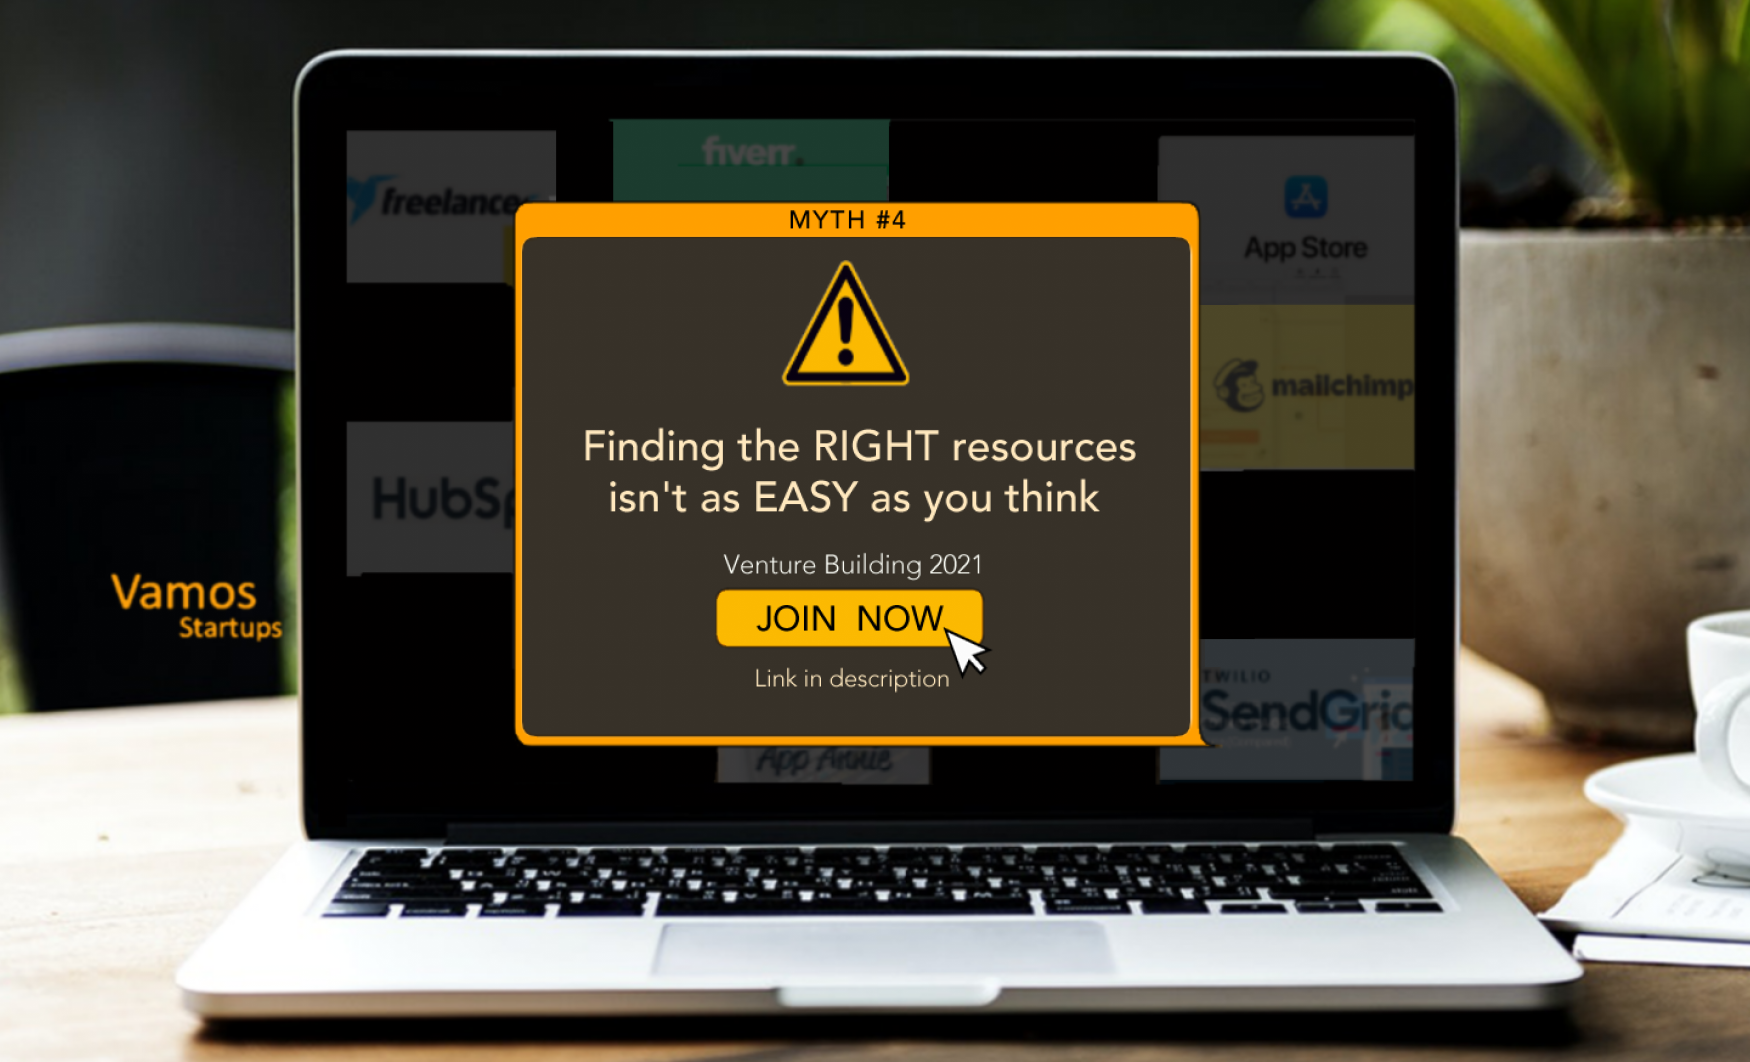 fiverr.
freelancer
App Store
MYTH #4
mailchimp
Finding the RIGHT resources
isn't as EASY as you think
HubSp
Venture Building 2021
JOIN NOW
Link in description
Vamos
Startups
TWILIO
SendGrid
App Annie